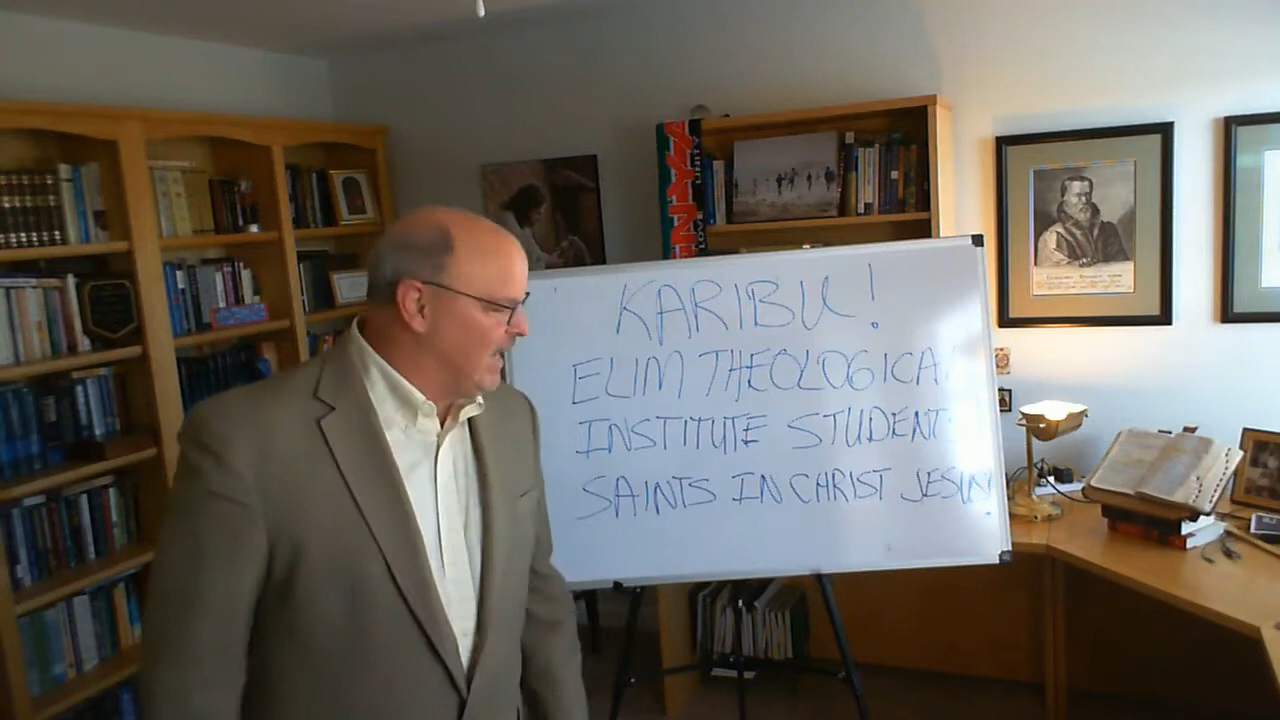 KARIBU!
ELIM THEOLOGICAL
INSTITUTE STUDENTS
SAINTS IN CHRIST JESUS!